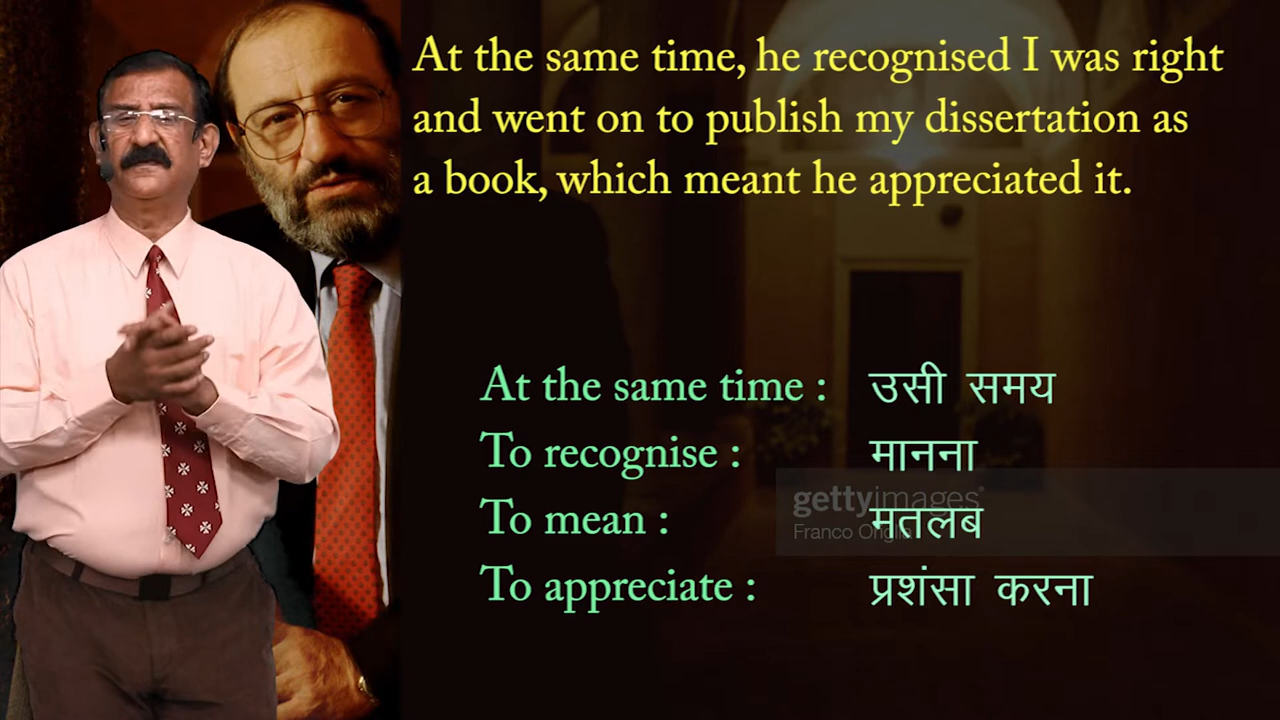 At the same time, he recognised I was right
and went on to publish my dissertation as
a book, which meant he appreciated it.
At the same time : उसी समय
To recognise : मानना
gettyimages
To mean : मतलब
Franco Origlia
To appreciate : प्रशंसा करना